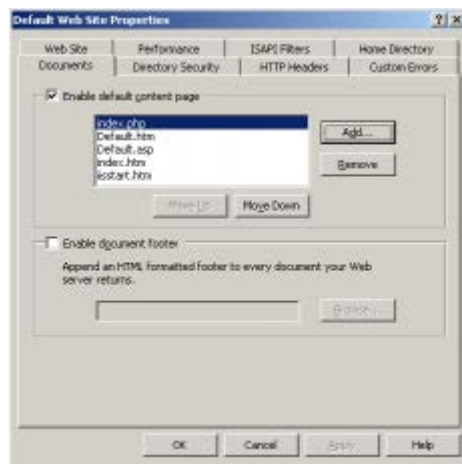 Default Web Site Properties
Web Site Performance ISAPI Filters Home Directory
Documents Directory Security HTTP Headers Custom Errors
Enable default content page
index.php
Default.htm
Default.asp
index.htm
iisstart.htm
Add...
Remove
Move Up Move Down
Enable document footer
Append an HTML formatted footer to every document your Web
server returns.
Browse...
OK Cancel Apply Help